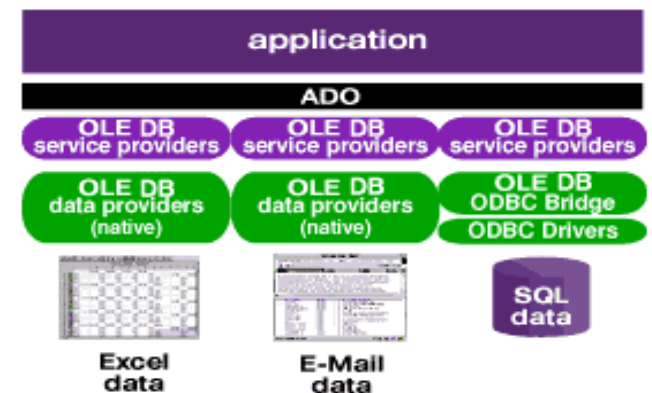 application
ADO
OLE DB
service providers
OLE DB
service providers
OLE DB
service providers
OLE DB
data providers
(native)
OLE DB
data providers
(native)
OLE DB
ODBC Bridge
ODBC Drivers
SQL
data
Excel
data
E-Mail
data